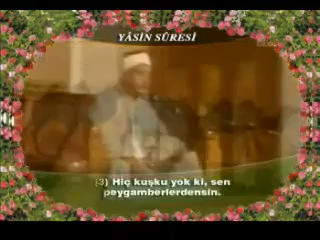 YÂSİN SÛRESİ
(3) Hiç kuşku yok ki, sen
peygamberlerdensin.